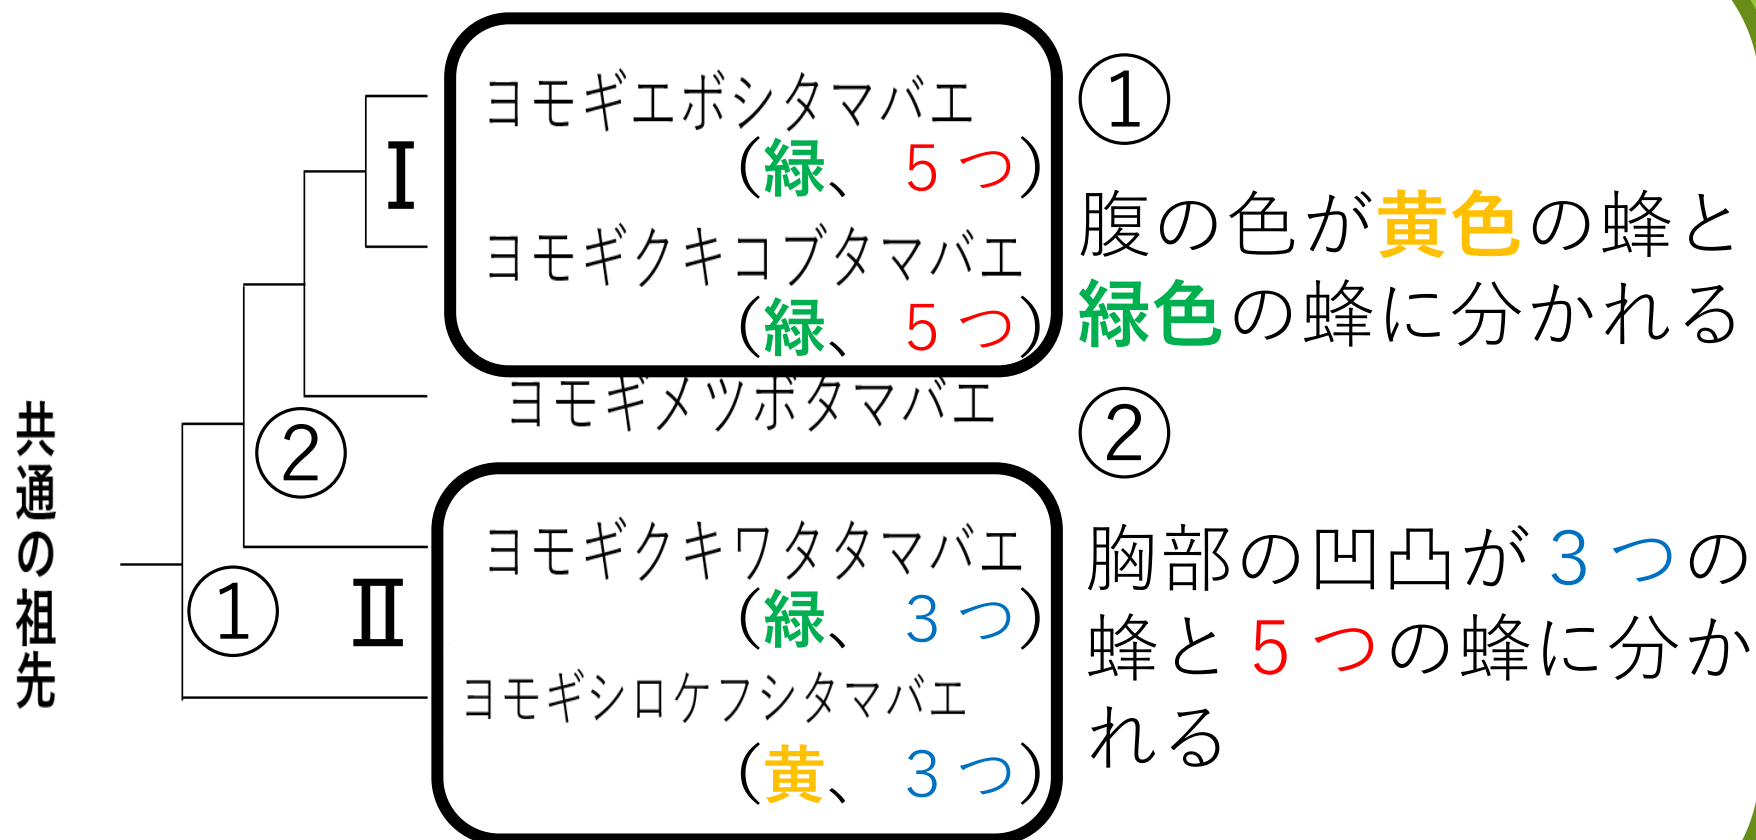 共通の祖先
Ⅰ
②
①
Ⅱ
ヨモギエボシタマバエ
(緑、 5つ)
ヨモギクキコブタマバエ
(緑、 5つ)
ヨモギメツボタマバエ
ヨモギクキワタタマバエ
(緑、 3つ)
ヨモギシロケフシタマバエ
(黄、 3つ)
①
腹の色が黄色の蜂と
緑色の蜂に分かれる
②
胸部の凹凸が3つの
蜂と5つの蜂に分か
れる